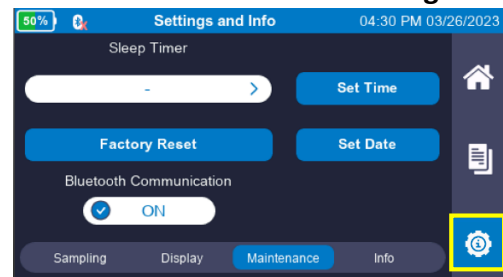 50% Settings and Info 04:30 PM 03/26/2023
Sleep Timer
- > Set Time
Factory Reset Set Date
Bluetooth Communication
ON
Sampling Display Maintenance Info